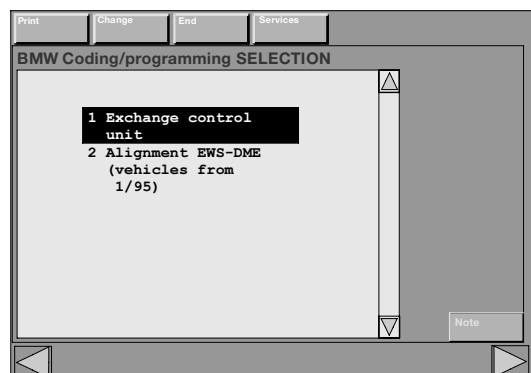 Print
Change
End
Services
BMW Coding/programming SELECTION
1 Exchange control
unit
2 Alignment EWS-DME
(vehicles from
1/95)
Note